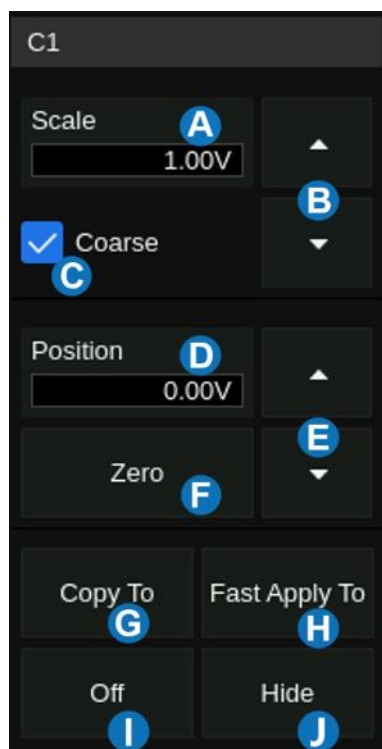 C1
Scale
A
1.00V
B
Coarse
C
Position
D
0.00V
E
Zero
F
Copy To
G
Fast Apply To
H
Off
I
Hide
J